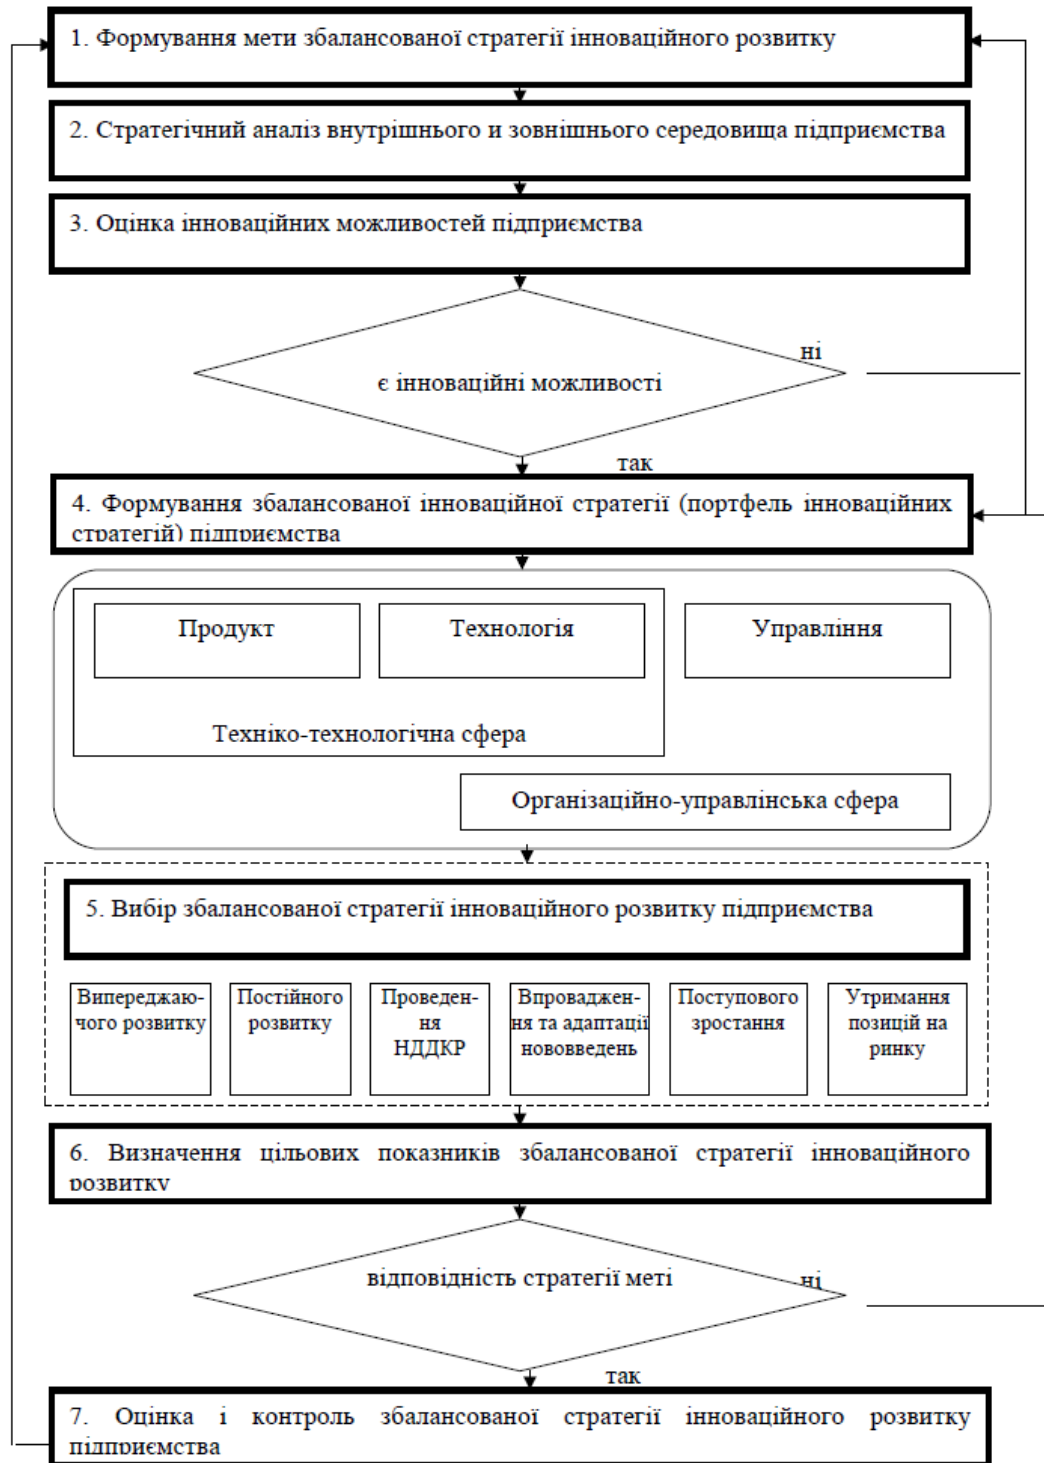 1. Формування мети збалансованої стратегії інноваційного розвитку
2. Стратегічний аналіз внутрішнього и зовнішнього середовища підприємства
3. Оцінка інноваційних можливостей підприємства
ні
є інноваційні можливості
так
4. Формування збалансованої інноваційної стратегії (портфель інноваційних
стратегій) підприємства
Продукт
Технологія
Управління
Техніко-технологічна сфера
Організаційно-управлінська сфера
5. Вибір збалансованої стратегії інноваційного розвитку підприємства
Випереджаю-
чого розвитку
Постійного
розвитку
Проведен-
ня
НДДКР
Впроваджен-
ня та адаптації
нововведень
Поступового
зростання
Утримання
позицій на
ринку
6. Визначення цільових показників збалансованої стратегії інноваційного
розвитку
відповідність стратегії меті
ні
так
7. Оцінка і контроль збалансованої стратегії інноваційного розвитку
підприємства